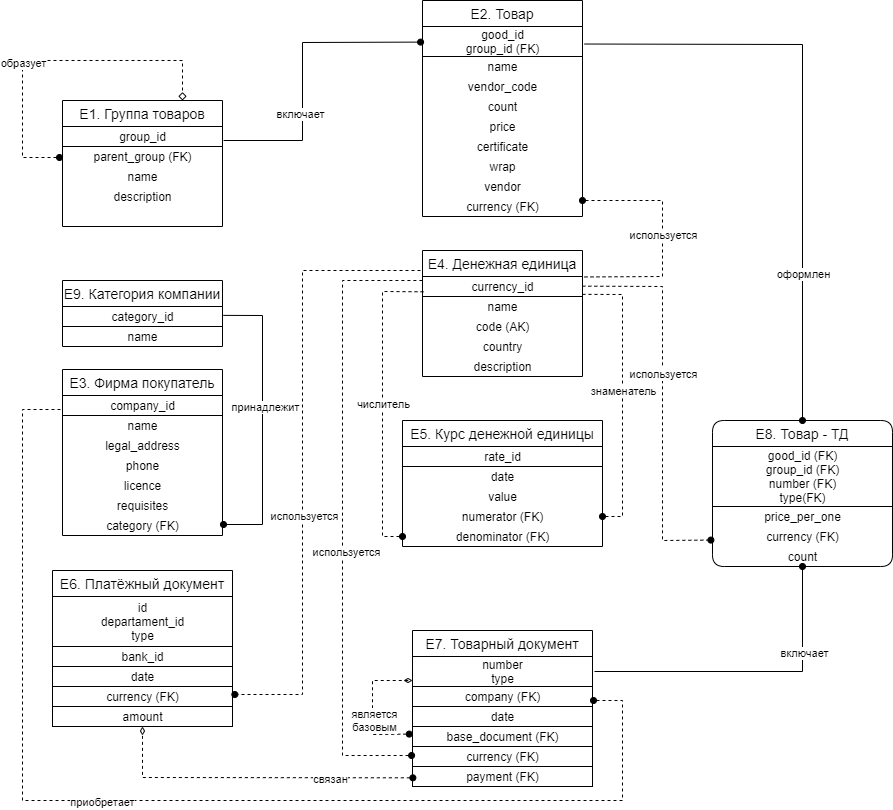 E2. Товар
good_id
group_id (FK)
name
vendor_code
count
price
certificate
wrap
vendor
currency (FK)
образует
E1. Группа товаров
group_id
parent_group (FK)
name
description
включает
используется
E4. Денежная единица
currency_id
name
code (AK)
country
description
оформлен
E9. Категория компании
category_id
name
E3. Фирма покупатель
company_id
name
legal_address
phone
licence
requisites
category (FK)
принадлежит
числитель
используется
знаменатель
E5. Курс денежной единицы
rate_id
date
value
numerator (FK)
denominator (FK)
E8. Товар - ТД
good_id (FK)
group_id (FK)
number (FK)
type(FK)
price_per_one
currency (FK)
count
используется
используется
E6. Платёжный документ
id
departament_id
type
bank_id
date
currency (FK)
amount
E7. Товарный документ
number
type
company (FK)
date
base_document (FK)
currency (FK)
payment (FK)
включает
является
базовым
связан
приобретает